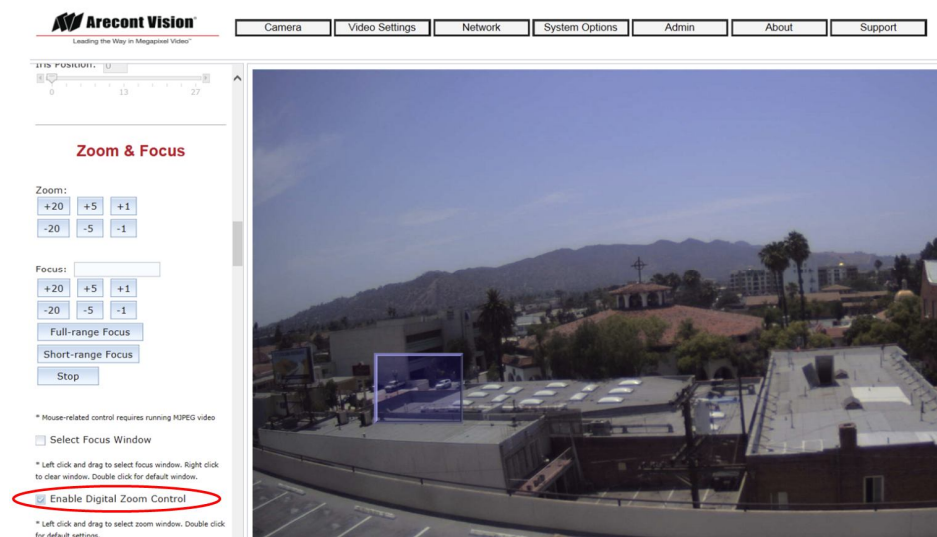 Arecont Vision®
Leading the Way in Megapixel Video™
Camera
Video Settings
Network
System Options
Admin
About
Support
Iris Position: 0
0 13 27
Zoom & Focus
Zoom:
+20 +5 +1
-20 -5 -1
Focus:
+20 +5 +1
-20 -5 -1
Full-range Focus
Short-range Focus
Stop
* Mouse-related control requires running MJPEG video
Select Focus Window
* Left click and drag to select focus window. Right click
to clear window. Double click for default window.
Enable Digital Zoom Control
* Left click and drag to select zoom window. Double click
for default settings.